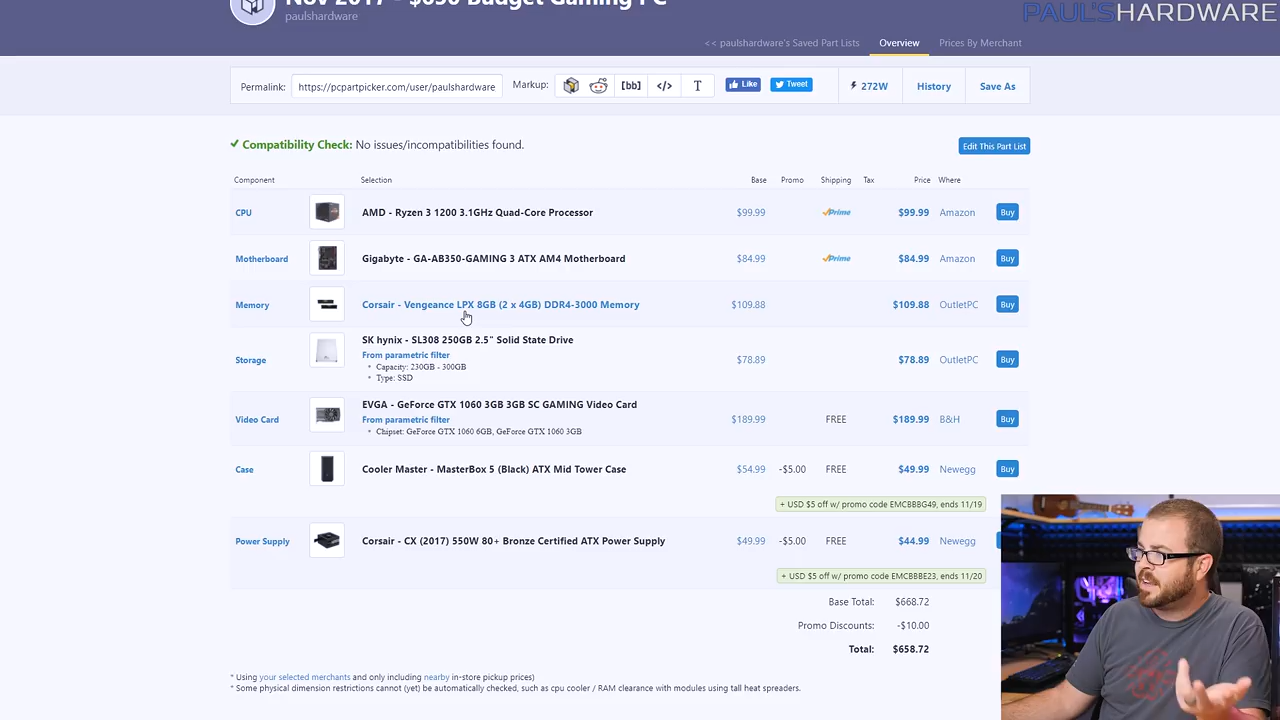 Nov 2017 - $650 Budget Gaming PC
paulshardware
PAUL'SHARDWARE
<< paulshardware's Saved Part Lists Overview Prices By Merchant
Permalink: https://pcpartpicker.com/user/paulshardware Markup: [bb] </> T Like Tweet 272W History Save As
Compatibility Check: No issues/incompatibilities found. Edit This Part List
Component Selection Base Promo Shipping Tax Price Where
CPU AMD - Ryzen 3 1200 3.1GHz Quad-Core Processor $99.99 Prime $99.99 Amazon Buy
Motherboard Gigabyte - GA-AB350-GAMING 3 ATX AM4 Motherboard $84.99 Prime $84.99 Amazon Buy
Memory Corsair - Vengeance LPX 8GB (2 x 4GB) DDR4-3000 Memory $109.88 $109.88 OutletPC Buy
SK hynix - SL308 250GB 2.5" Solid State Drive
From parametric filter
Storage $78.89 $78.89 OutletPC Buy
• Capacity: 230GB - 300GB
• Type: SSD
EVGA - GeForce GTX 1060 3GB 3GB SC GAMING Video Card
Video Card From parametric filter $189.99 FREE $189.99 B&H Buy
• Chipset: GeForce GTX 1060 6GB, GeForce GTX 1060 3GB
Case Cooler Master - MasterBox 5 (Black) ATX Mid Tower Case $54.99 -$5.00 FREE $49.99 Newegg Buy
+ USD $5 off w/ promo code EMCBBBG49, ends 11/19
Power Supply Corsair - CX (2017) 550W 80+ Bronze Certified ATX Power Supply $49.99 -$5.00 FREE $44.99 Newegg
+ USD $5 off w/ promo code EMCBBBE23, ends 11/20
Base Total: $668.72
Promo Discounts: -$10.00
Total: $658.72
* Using your selected merchants and only including nearby in-store pickup prices)
* Some physical dimension restrictions cannot (yet) be automatically checked, such as cpu cooler / RAM clearance with modules using tall heat spreaders.